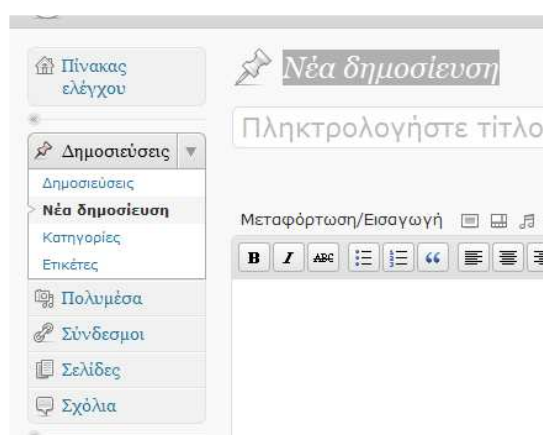 Πίνακας
ελέγχου
Δημοσιεύσεις
Δημοσιεύσεις
Νέα δημοσίευση
Κατηγορίες
Ετικέτες
Πολυμέσα
Σύνδεσμοι
Σελίδες
Σχόλια
Νέα δημοσίευση
Πληκτρολογήστε τίτλο
Μεταφόρτωση/Εισαγωγή
B I ABC